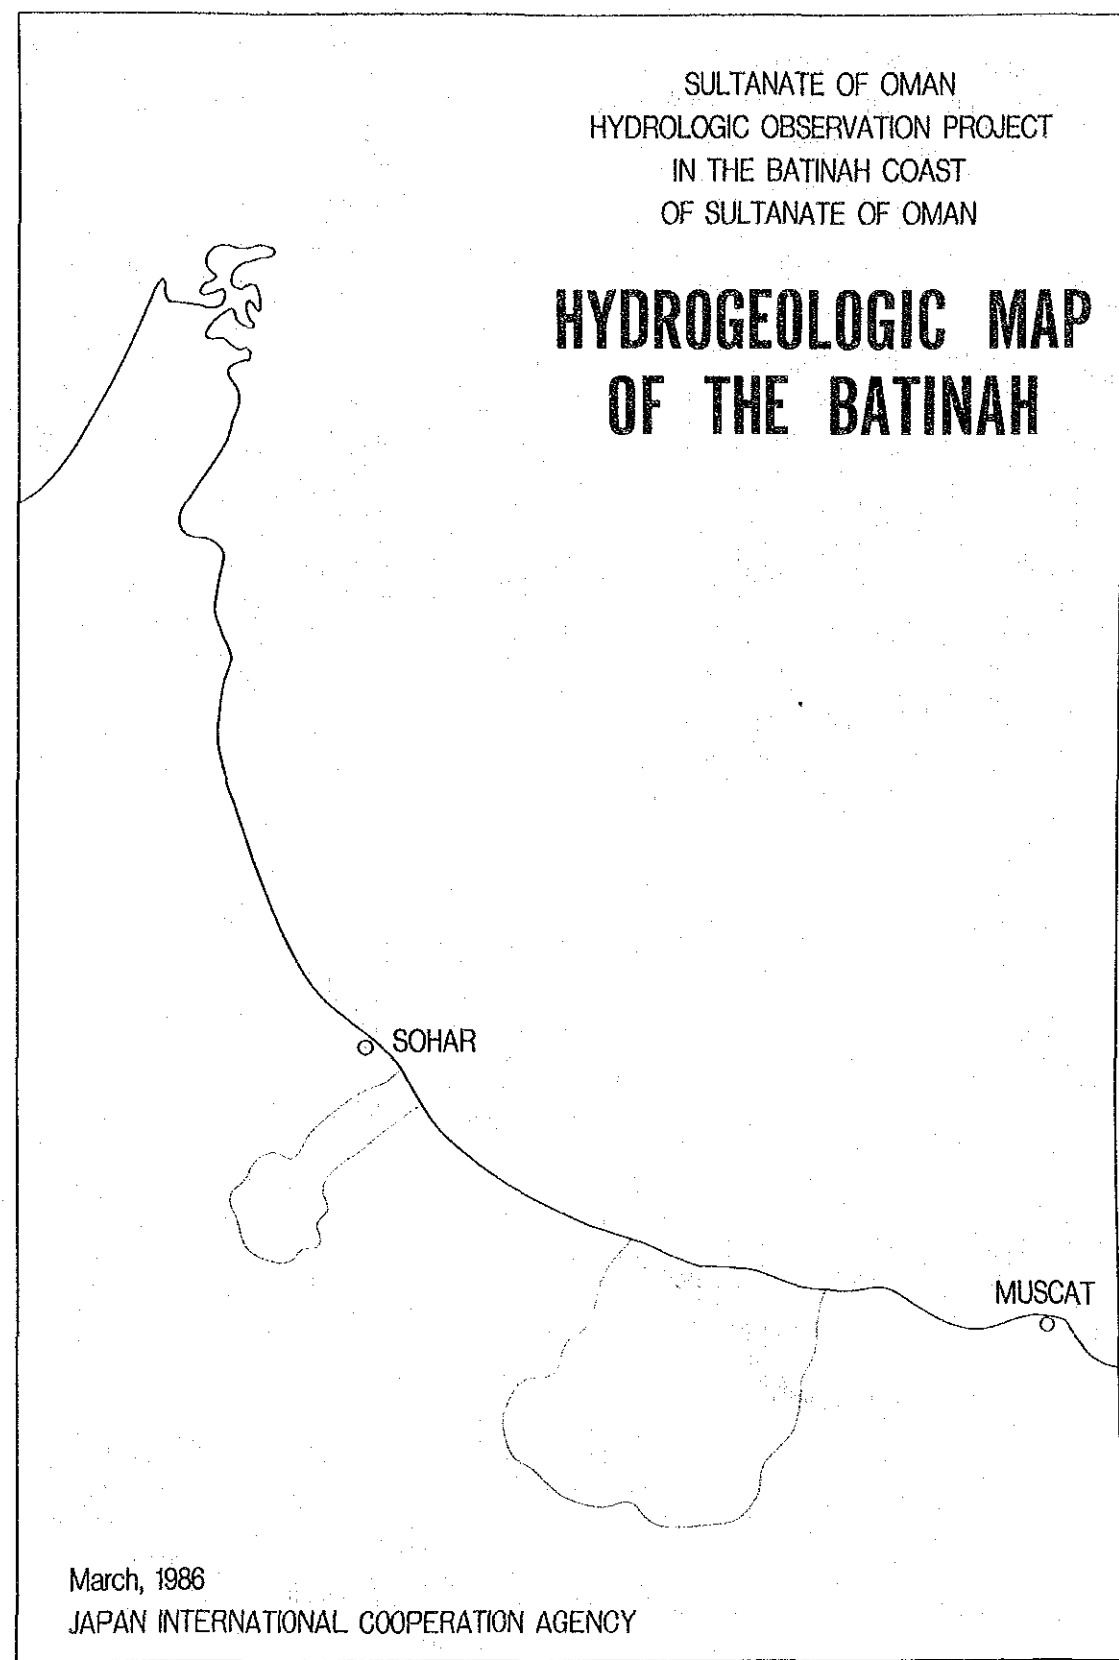 SULTANATE OF OMAN
HYDROLOGIC OBSERVATION PROJECT
IN THE BATINAH COAST
OF SULTANATE OF OMAN
HYDROGEOLOGIC MAP
OF THE BATINAH
SOHAR
MUSCAT
March, 1986
JAPAN INTERNATIONAL COOPERATION AGENCY